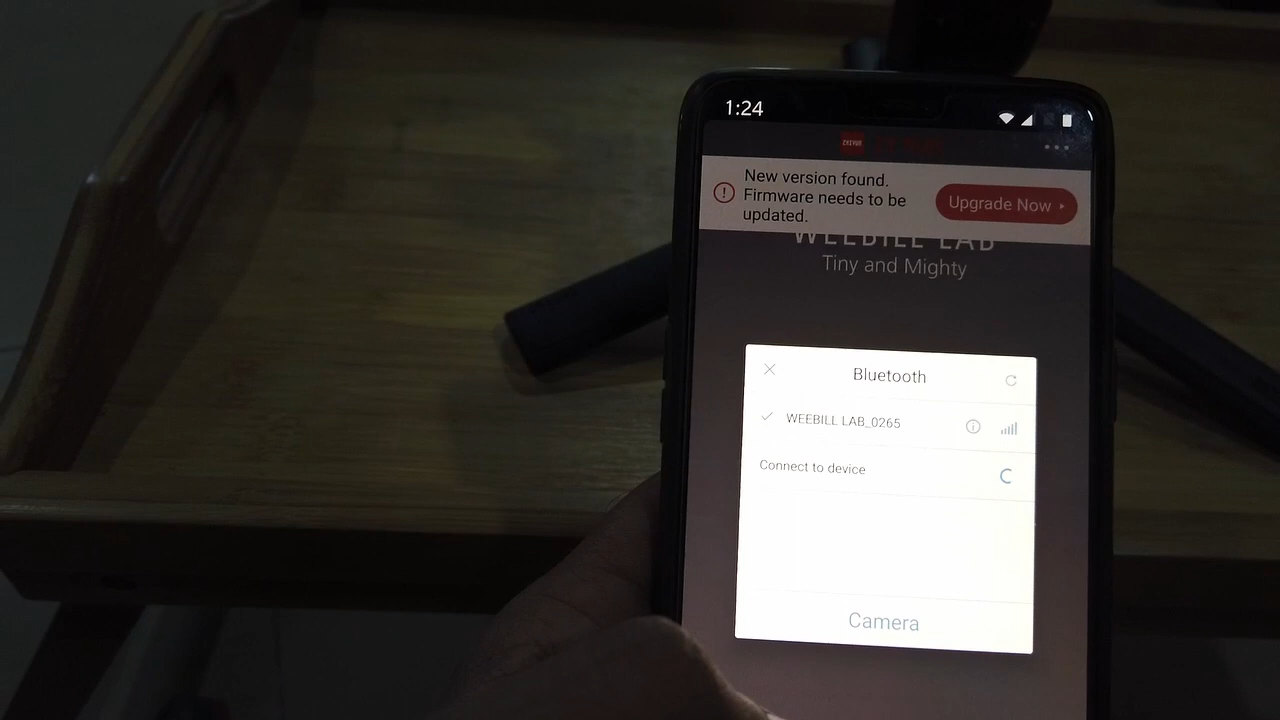 1:24
ZHIYUN
New version found.
Firmware needs to be
updated.
Upgrade Now
WEEBILL LAB
Tiny and Mighty
Bluetooth
WEEBILL LAB_0265
Connect to device
Camera